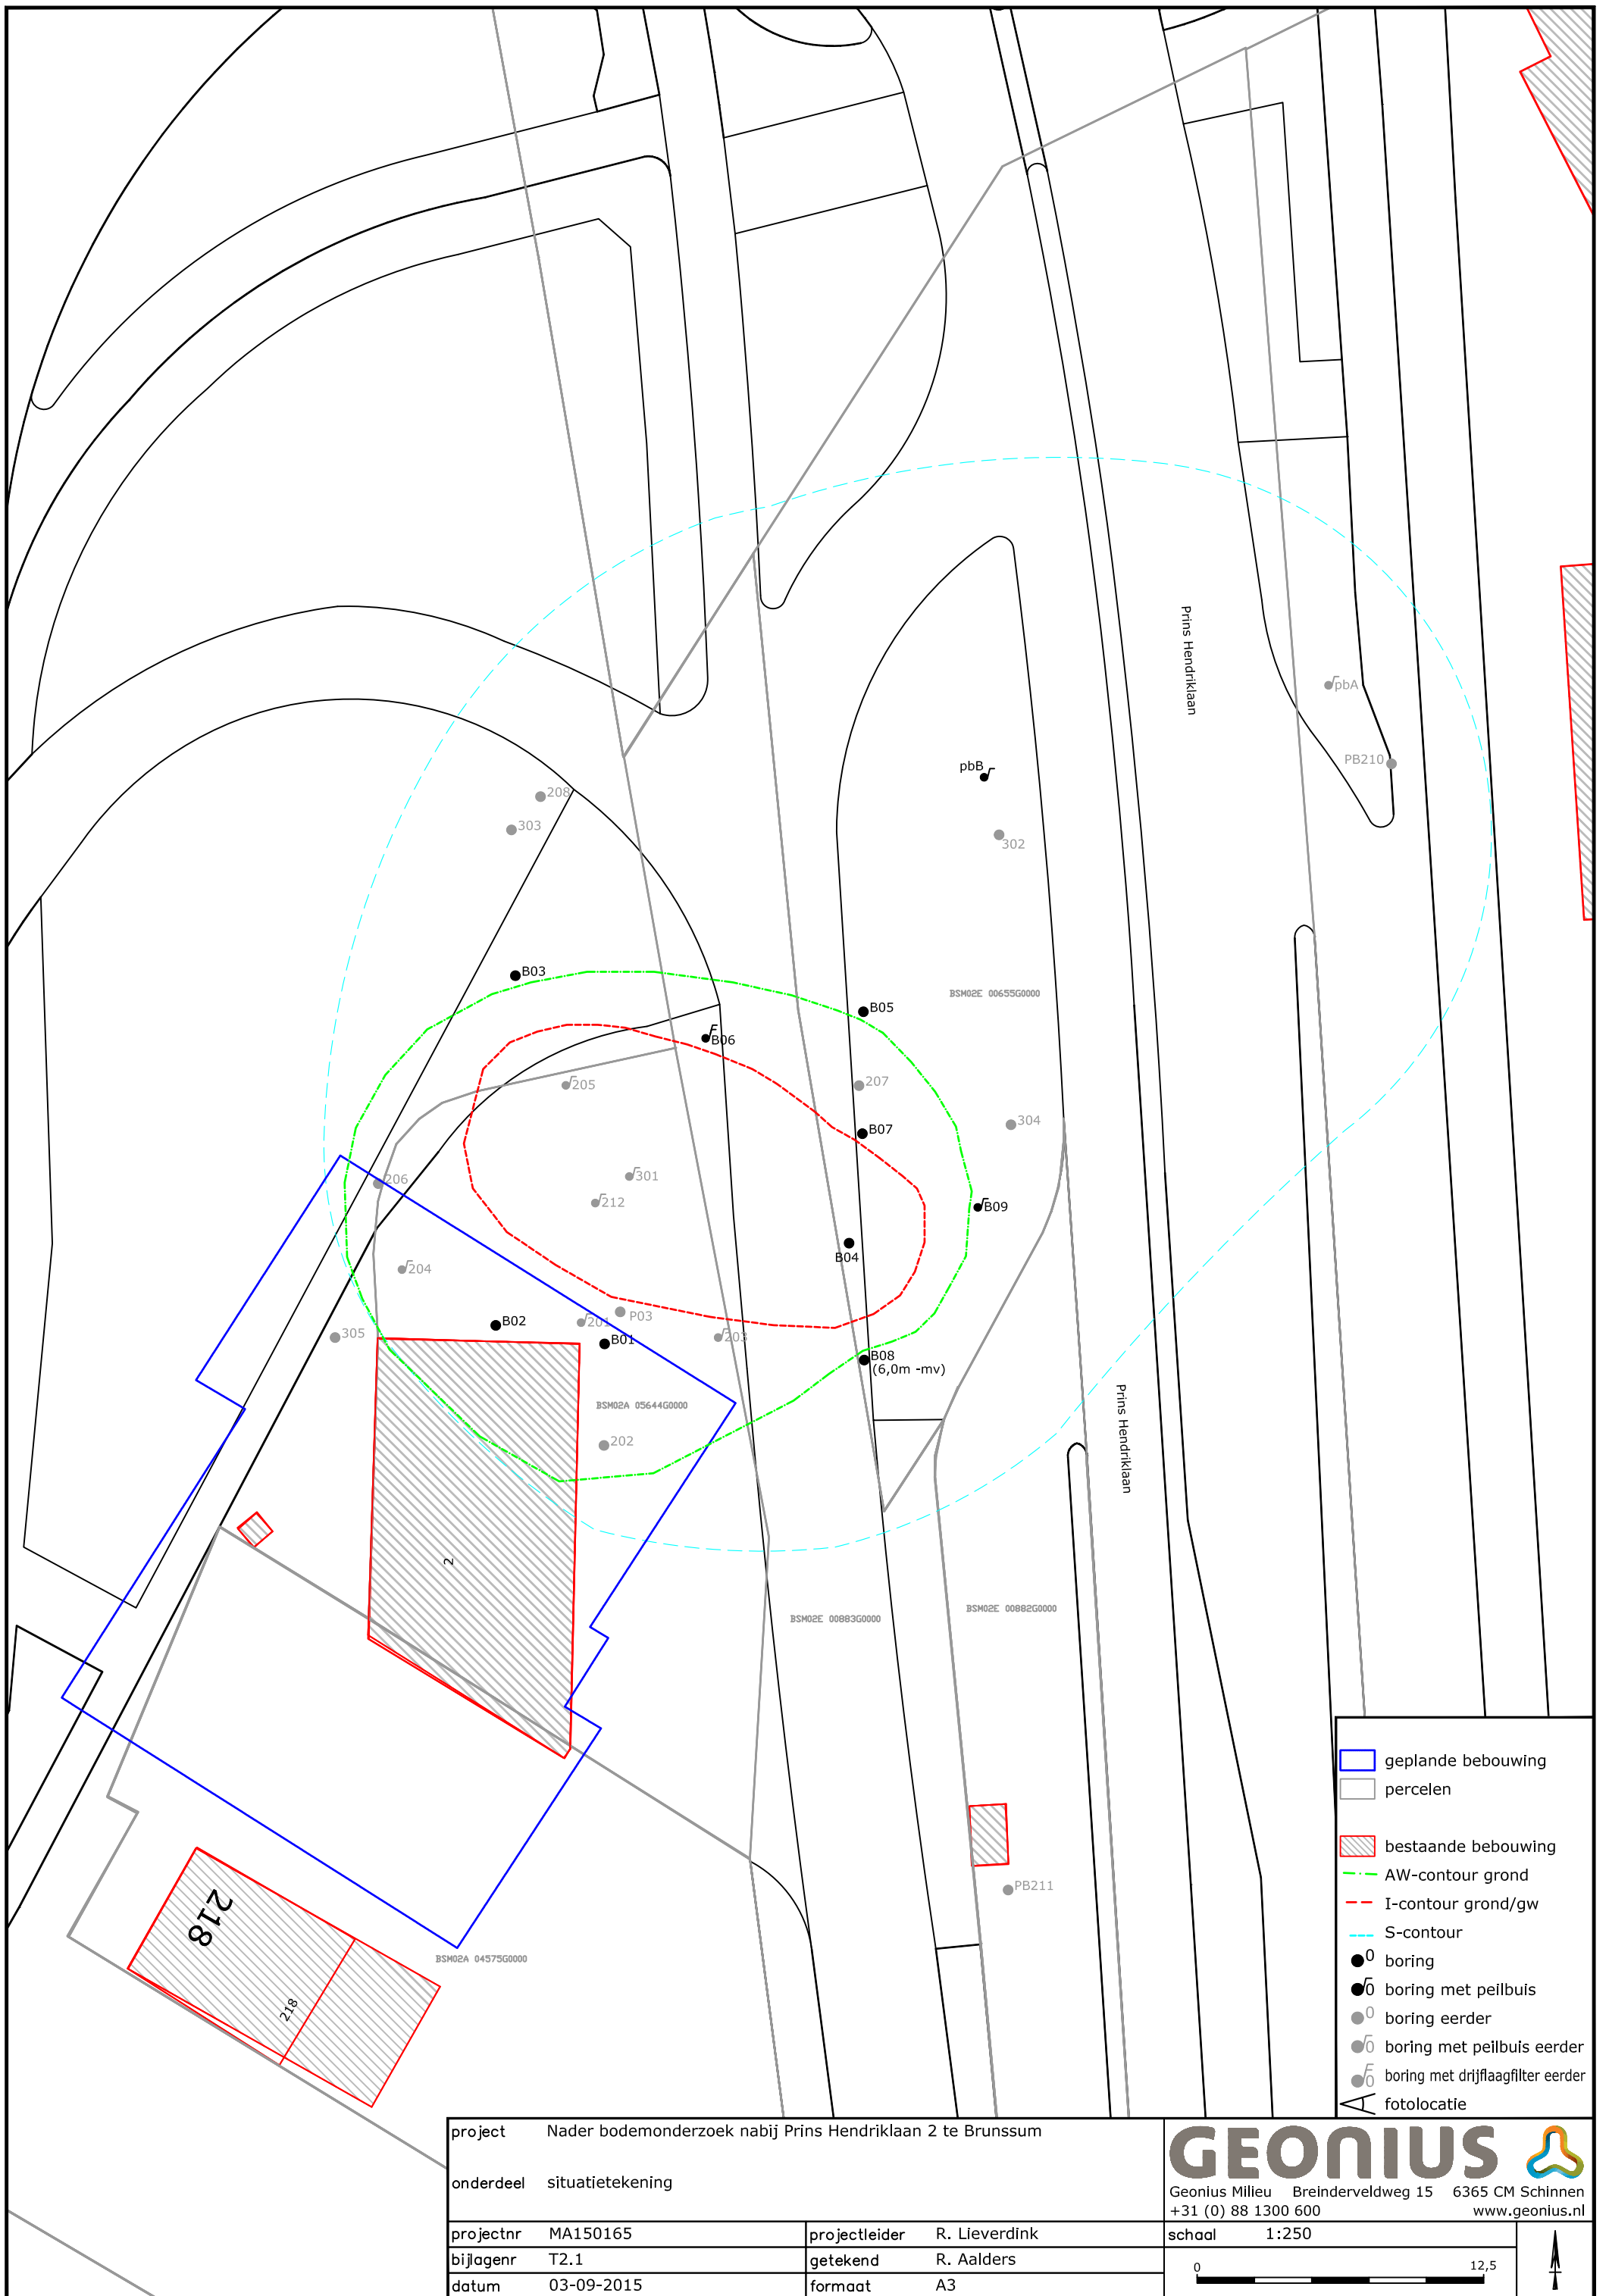 Prins Hendriklaan
pbA
PB210
pbB
302
208
303
B03
BSM02E 00655G0000
B05
B06
205
207
304
B07
301
206
212
B09
B04
204
P03
B02
201
203
305
B01
B08
(6,0m -mv)
BSM02A 05644G0000
Prins Hendriklaan
202
2
BSM02E 00883G0000
BSM02E 00882G0000
PB211
218
218
BSM02A 04575G0000
geplande bebouwing
percelen
bestaande bebouwing
AW-contour grond
I-contour grond/gw
S-contour
0 boring
0 boring met peilbuis
0 boring eerder
0 boring met peilbuis eerder
0 boring met drijflaagfilter eerder
fotolocatie
project Nader bodemonderzoek nabij Prins Hendriklaan 2 te Brunssum
onderdeel situatietekening
GEONIUS
Geonius Milieu Breinderveldweg 15 6365 CM Schinnen
+31 (0) 88 1300 600 www.geonius.nl
projectnr MA150165 projectleider R. Lieverdink schaal 1:250
bijlagenr T2.1 getekend R. Aalders
0 12,5
datum 03-09-2015 formaat A3